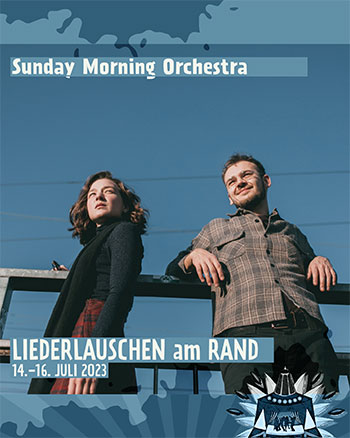 Sunday Morning Orchestra
LIEDERLAUSCHEN am RAND
14.–16. JULI 2023